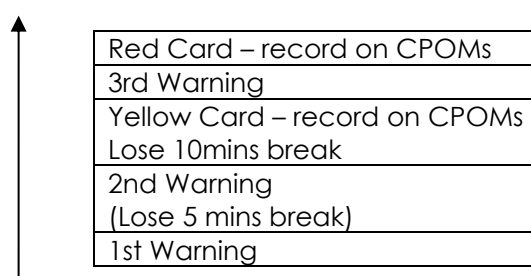 Red Card – record on CPOMs
3rd Warning
Yellow Card – record on CPOMs
Lose 10mins break
2nd Warning
(Lose 5 mins break)
1st Warning